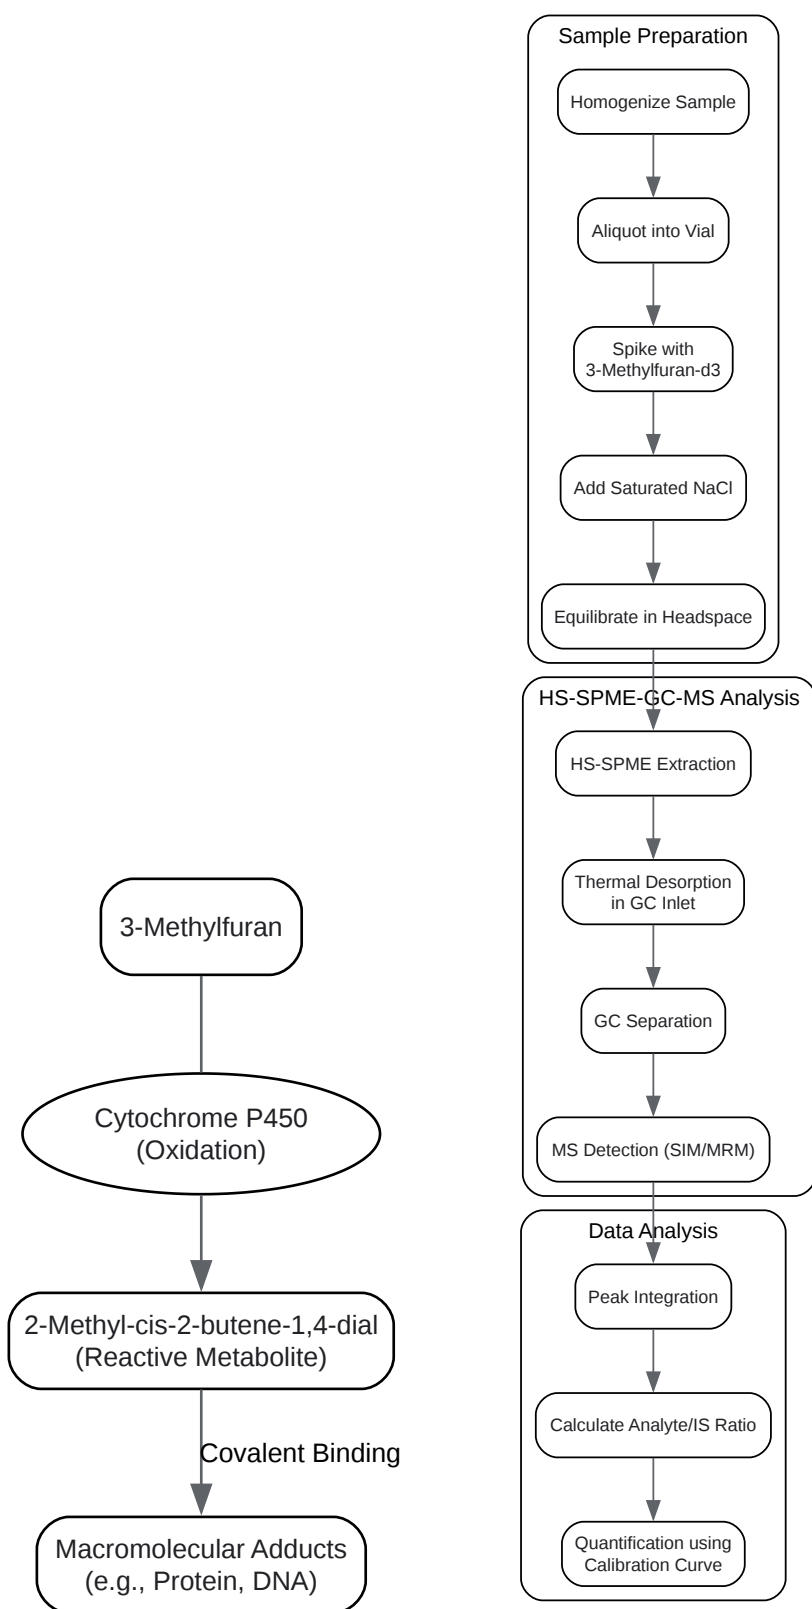 Sample Preparation
Homogenize Sample
Aliquot into Vial
Spike with
3-Methylfuran-d3
Add Saturated NaCl
Equilibrate in Headspace
HS-SPME-GC-MS Analysis
HS-SPME Extraction
Thermal Desorption
in GC Inlet
GC Separation
MS Detection (SIM/MRM)
Data Analysis
Peak Integration
Calculate Analyte/IS Ratio
Quantification using
Calibration Curve
3-Methylfuran
Cytochrome P450
(Oxidation)
2-Methyl-cis-2-butene-1,4-dial
(Reactive Metabolite)
Covalent Binding
Macromolecular Adducts
(e.g., Protein, DNA)